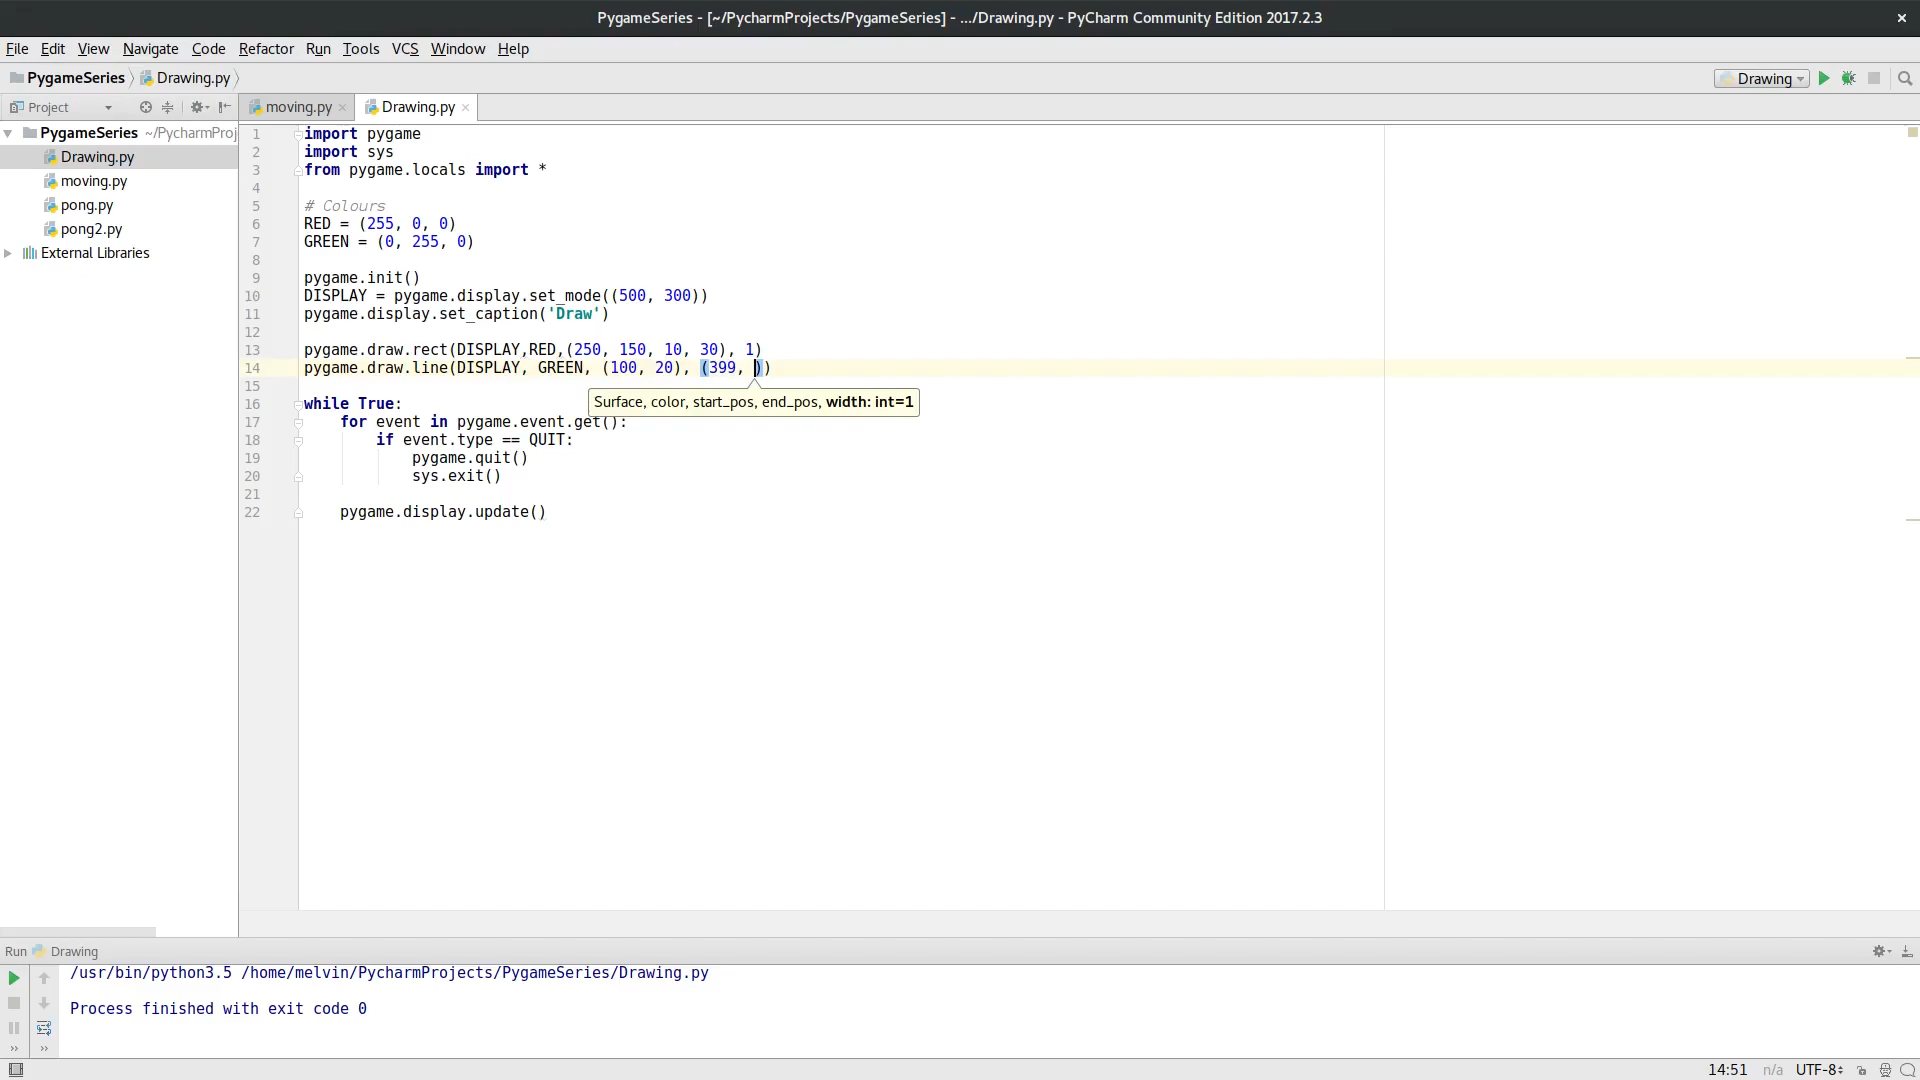 PygameSeries - [~/PycharmProjects/PygameSeries] - .../Drawing.py - PyCharm Community Edition 2017.2.3
File Edit View Navigate Code Refactor Run Tools VCS Window Help
PygameSeries Drawing.py Drawing
Project moving.py Drawing.py
PygameSeries ~/PycharmProj
Drawing.py
moving.py
pong.py
pong2.py
External Libraries
1 import pygame
2 import sys
3 from pygame.locals import *
4
5 # Colours
6 RED = (255, 0, 0)
7 GREEN = (0, 255, 0)
8
9 pygame.init()
10 DISPLAY = pygame.display.set_mode((500, 300))
11 pygame.display.set_caption('Draw')
12
13 pygame.draw.rect(DISPLAY,RED,(250, 150, 10, 30), 1)
14 pygame.draw.line(DISPLAY, GREEN, (100, 20), (399, ))
15
Surface, color, start_pos, end_pos, width: int=1
16 while True:
17 for event in pygame.event.get():
18 if event.type == QUIT:
19 pygame.quit()
20 sys.exit()
21
22 pygame.display.update()
Run Drawing
/usr/bin/python3.5 /home/melvin/PycharmProjects/PygameSeries/Drawing.py
Process finished with exit code 0
14:51 n/a UTF-8